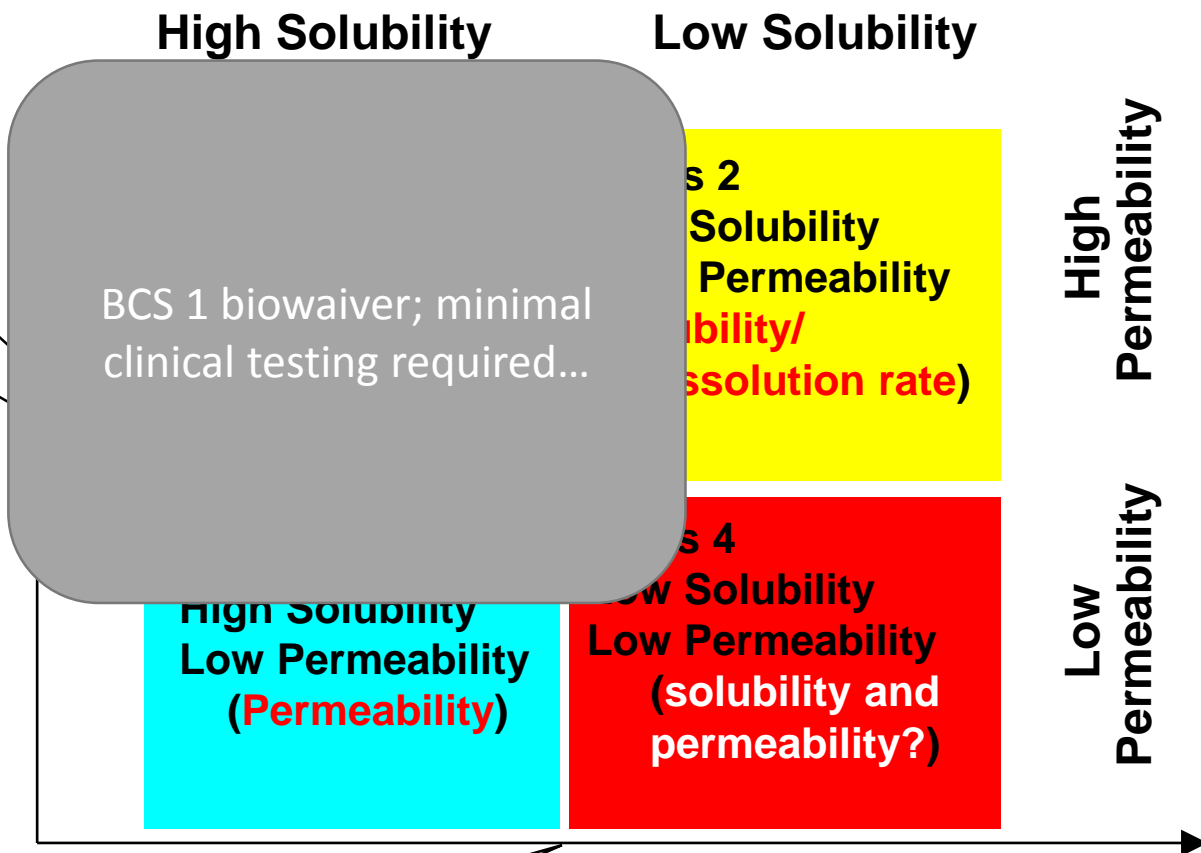 High Solubility
Low Solubility
BCS 1 biowaiver; minimal
clinical testing required…
s 2
Solubility
Permeability
bility/
ssolution rate)
High
Permeability
High Solubility
Low Permeability
(Permeability)
s 4
Low Solubility
Low Permeability
(solubility and
permeability?)
Low
Permeability